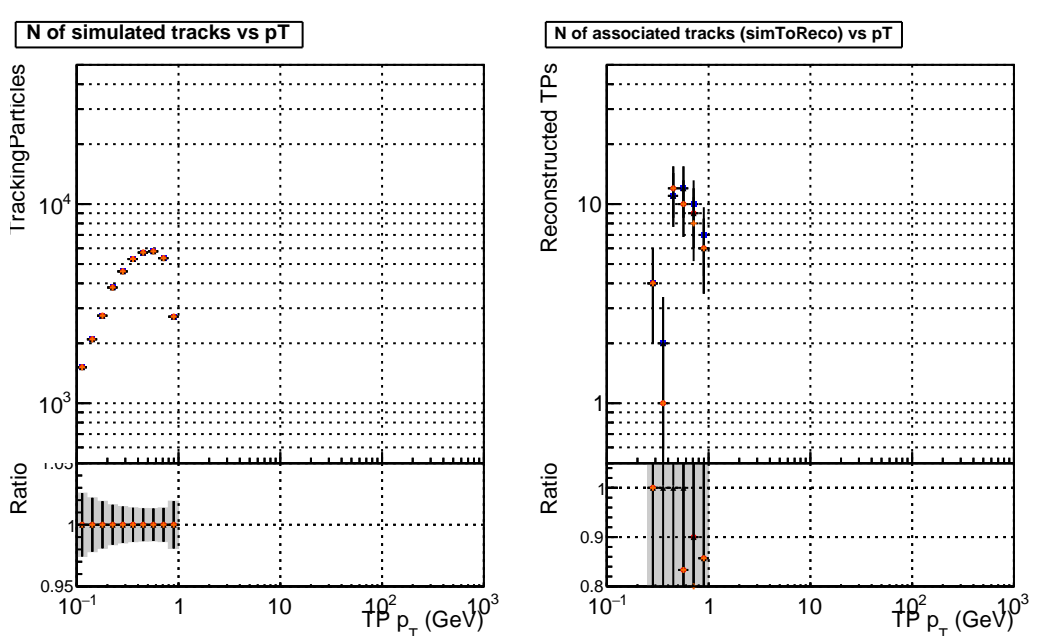 N of simulated tracks vs pT
TrackingParticles
10⁴
10³
1.05
Ratio
1
0.95
10⁻¹ 1 10 10² 10³
TP p_T (GeV)
N of associated tracks (simToReco) vs pT
Reconstructed TPs
10
1
Ratio
1
0.9
0.8
10⁻¹ 1 10 10² 10³
TP p_T (GeV)